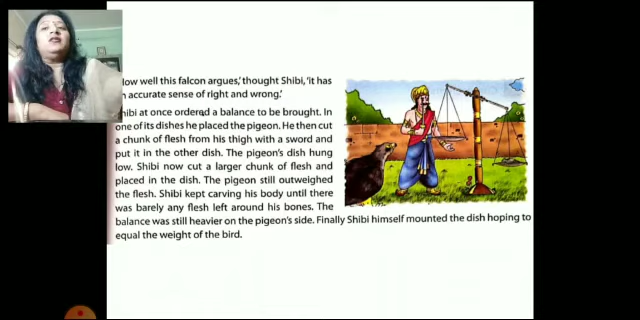 How well this falcon argues,' thought Shibi, 'it has
accurate sense of right and wrong.'
Shibi at once ordered a balance to be brought. In
one of its dishes he placed the pigeon. He then cut
a chunk of flesh from his thigh with a sword and
put it in the other dish. The pigeon's dish hung
low. Shibi now cut a larger chunk of flesh and
placed in the dish. The pigeon still outweighed
the flesh. Shibi kept carving his body until there
was barely any flesh left around his bones. The
balance was still heavier on the pigeon's side. Finally Shibi himself mounted the dish hoping to
equal the weight of the bird.